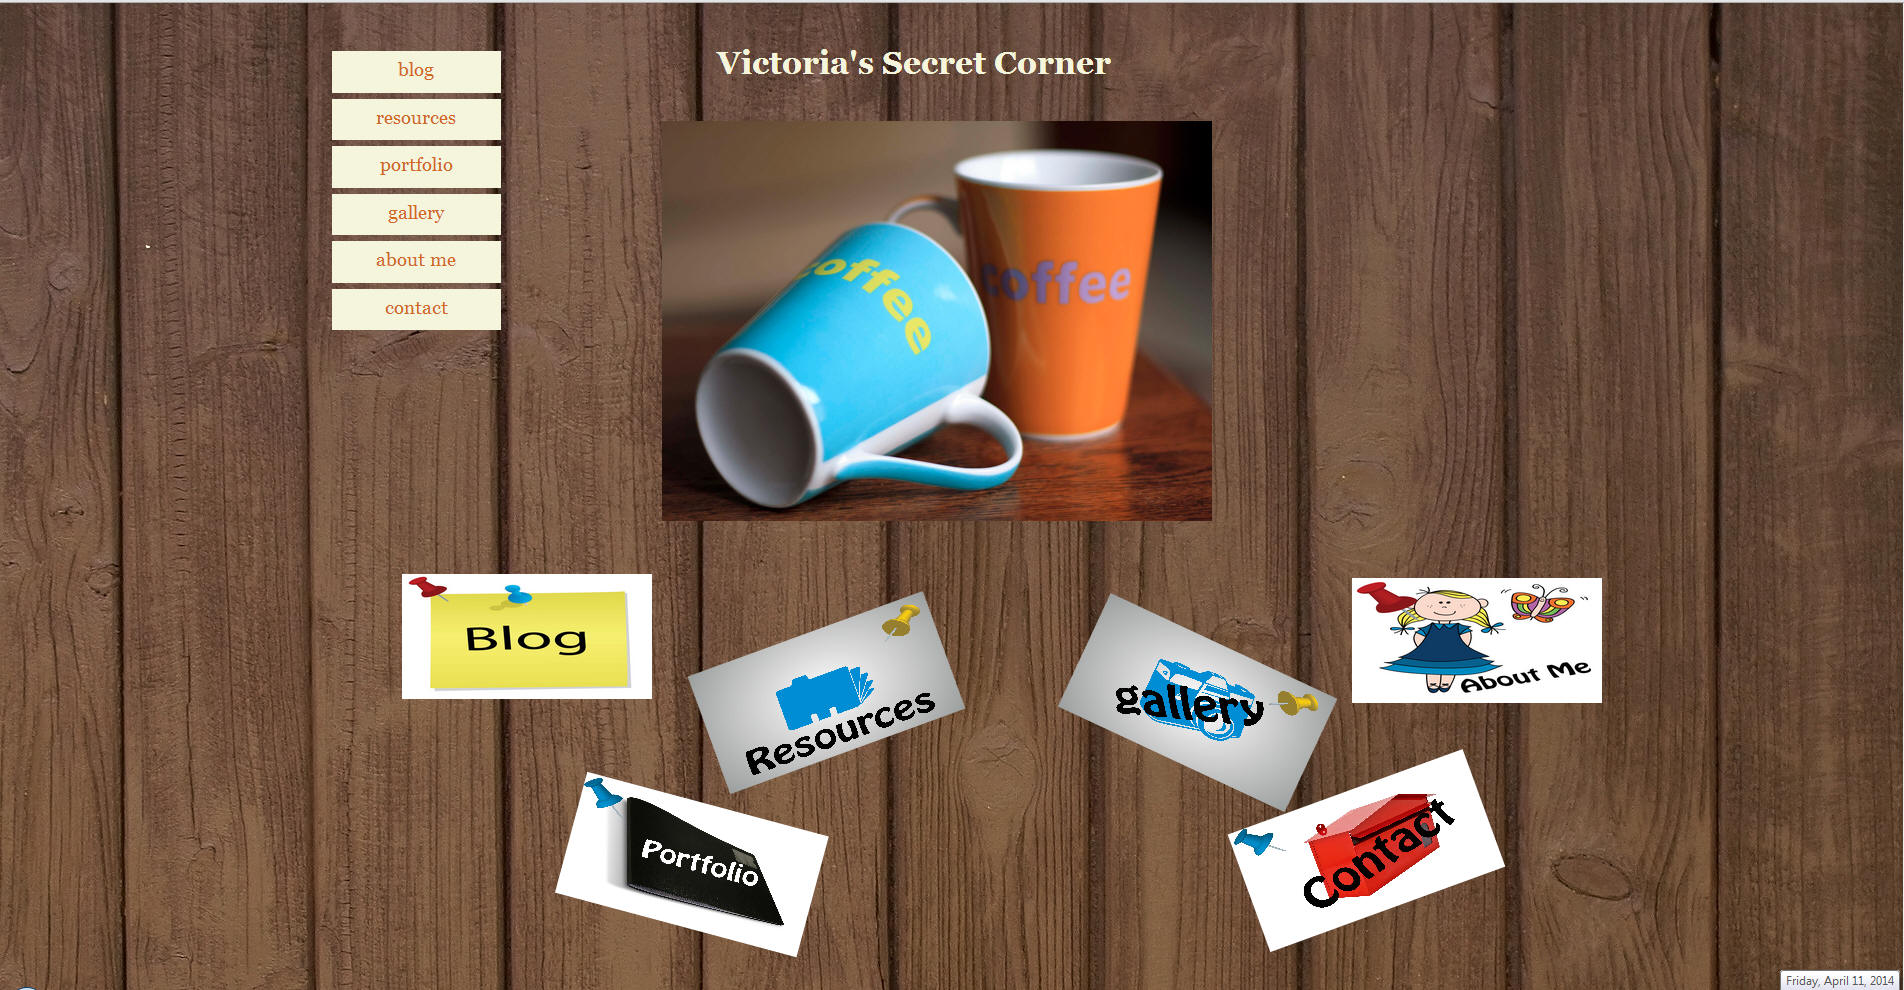 Victoria's Secret Corner
blog
resources
portfolio
gallery
about me
contact
coffee
coffee
Blog
Resources
gallery
About Me
Portfolio
Contact
Friday, April 11, 2014